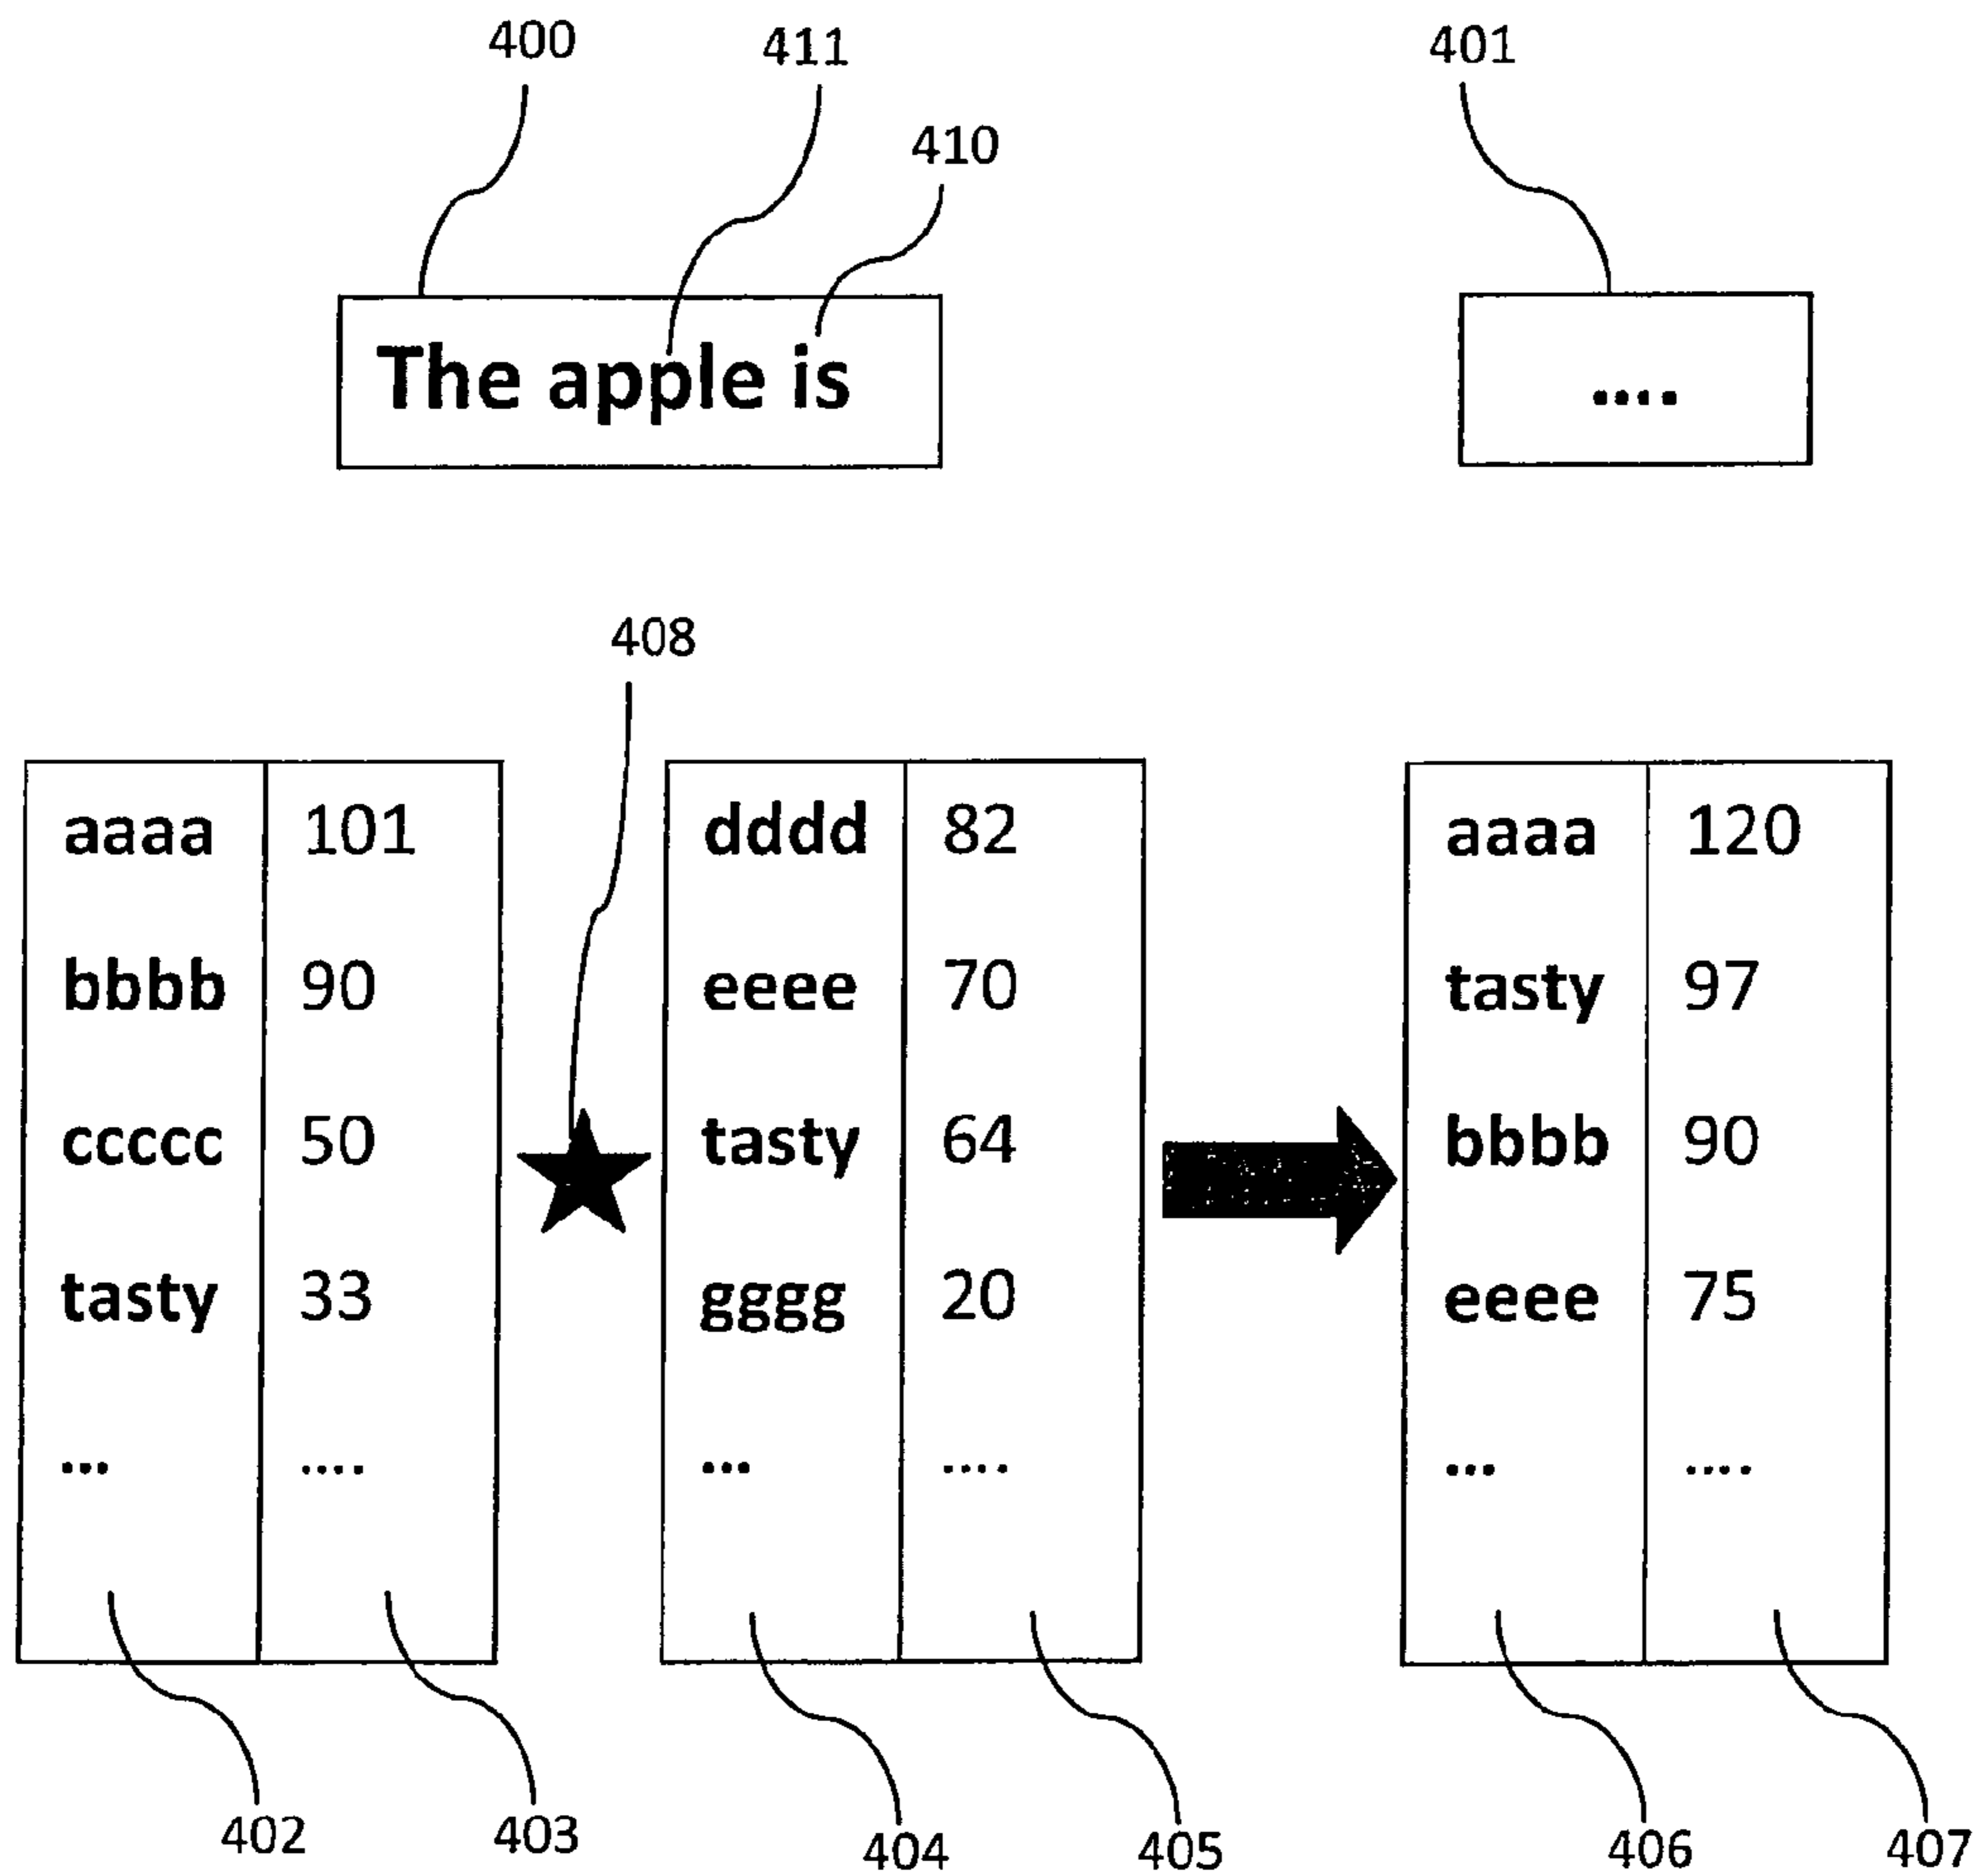 400 411 401
410
The apple is ....
408
aaaa 101 dddd 82 aaaa 120
bbbb 90 eeee 70 tasty 97
ccccc 50 tasty 64 bbbb 90
tasty 33 gggg 20 eeee 75
... .... ... .... ... ....
402 403 404 405 406 407